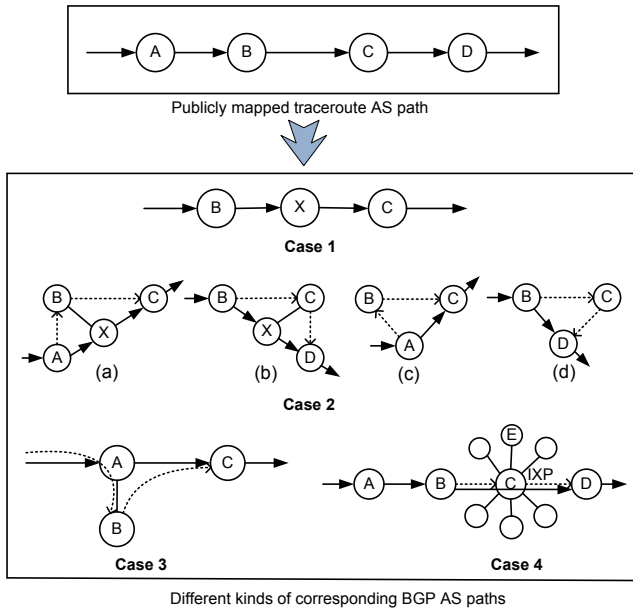 A B C D
Publicly mapped traceroute AS path
B X C
Case 1
B C B C B C B C
X X
A D A D
(a) (b) (c) (d)
Case 2
E
A C A B C IXP D
B
Case 3 Case 4
Different kinds of corresponding BGP AS paths